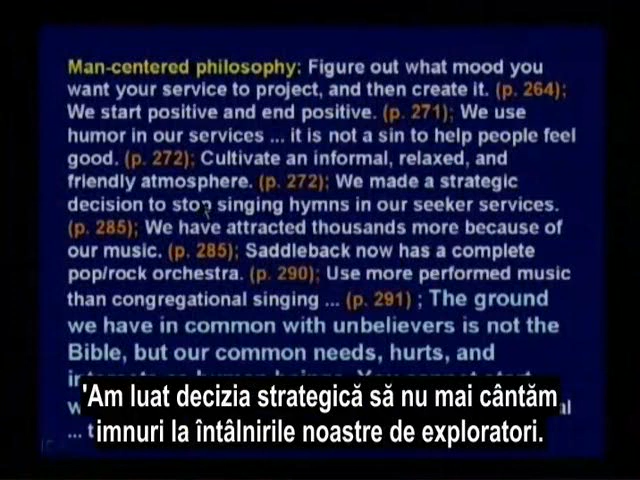 Man-centered philosophy: Figure out what mood you
want your service to project, and then create it. (p. 264);
We start positive and end positive. (p. 271); We use
humor in our services ... it is not a sin to help people feel
good. (p. 272); Cultivate an informal, relaxed, and
friendly atmosphere. (p. 272); We made a strategic
decision to stop singing hymns in our seeker services.
(p. 285); We have attracted thousands more because of
our music. (p. 285); Saddleback now has a complete
pop/rock orchestra. (p. 290); Use more performed music
than congregational singing ... (p. 291) ; The ground
we have in common with unbelievers is not the
Bible, but our common needs, hurts, and
'Am luat decizia strategică să nu mai cântăm
imnuri la întâlnirile noastre de exploratori.